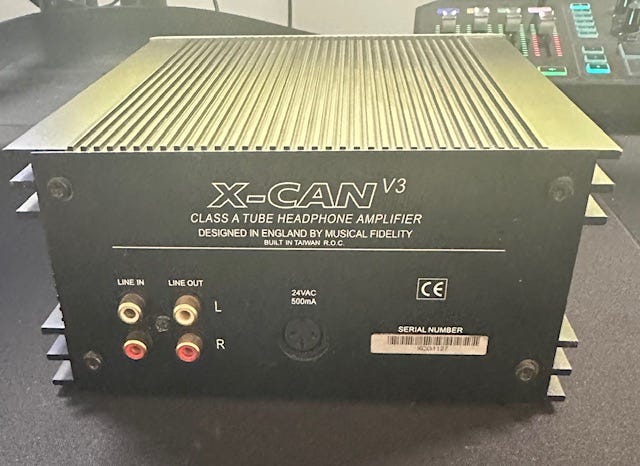 X-CAN V3
CLASS A TUBE HEADPHONE AMPLIFIER
DESIGNED IN ENGLAND BY MUSICAL FIDELITY
BUILT IN TAIWAN R.O.C.
LINE IN LINE OUT
L
R
24VAC
500mA
CE
SERIAL NUMBER